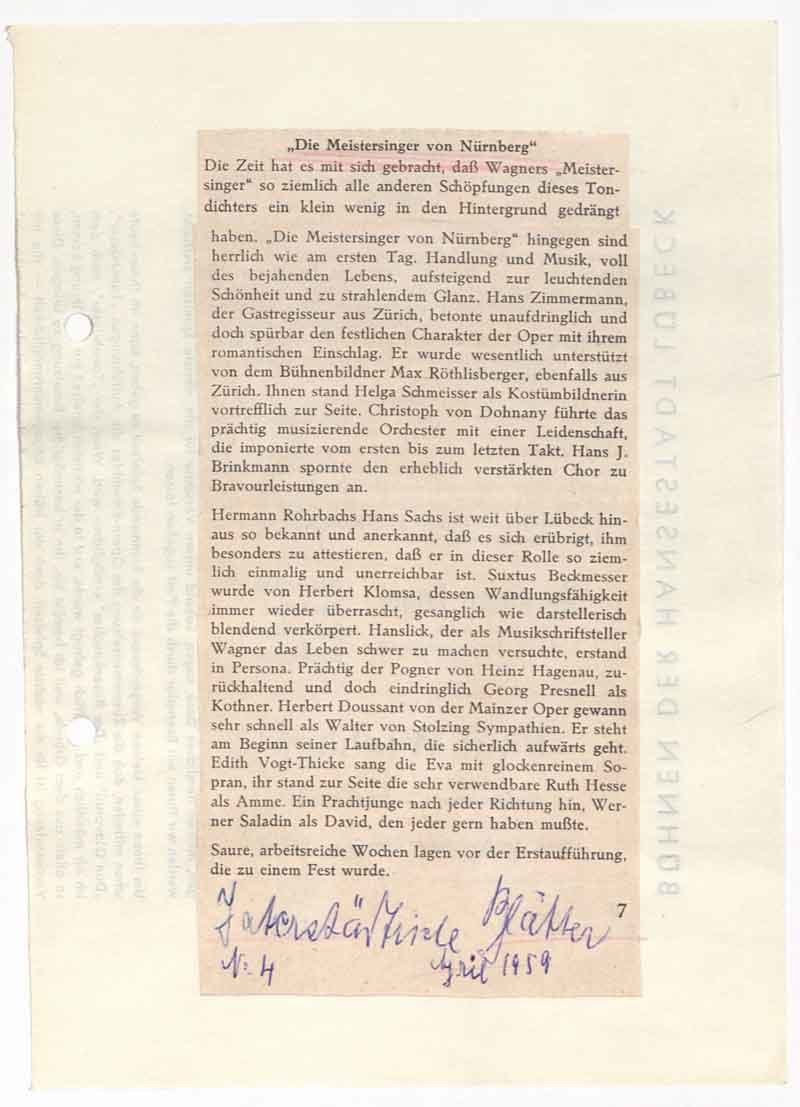 „Die Meistersinger von Nürnberg“
Die Zeit hat es mit sich gebracht, daß Wagners „Meister-
singer“ so ziemlich alle anderen Schöpfungen dieses Ton-
dichters ein klein wenig in den Hintergrund gedrängt
haben. „Die Meistersinger von Nürnberg“ hingegen sind
herrlich wie am ersten Tag. Handlung und Musik, voll
des bejahenden Lebens, aufsteigend zur leuchtenden
Schönheit und zu strahlendem Glanz. Hans Zimmermann,
der Gastregisseur aus Zürich, betonte unaufdringlich und
doch spürbar den festlichen Charakter der Oper mit ihrem
romantischen Einschlag. Er wurde wesentlich unterstützt
von dem Bühnenbildner Max Röthlisberger, ebenfalls aus
Zürich. Ihnen stand Helga Schmeisser als Kostümbildnerin
vortrefflich zur Seite. Christoph von Dohnany führte das
prächtig musizierende Orchester mit einer Leidenschaft,
die imponierte vom ersten bis zum letzten Takt. Hans J.
Brinkmann spornte den erheblich verstärkten Chor zu
Bravourleistungen an.
Hermann Rohrbachs Hans Sachs ist weit über Lübeck hin-
aus so bekannt und anerkannt, daß es sich erübrigt, ihm
besonders zu attestieren, daß er in dieser Rolle so ziem-
lich einmalig und unerreichbar ist. Suxtus Beckmesser
wurde von Herbert Klomsa, dessen Wandlungsfähigkeit
immer wieder überrascht, gesanglich wie darstellerisch
blendend verkörpert. Hanslick, der als Musikschriftsteller
Wagner das Leben schwer zu machen versuchte, erstand
in Persona. Prächtig der Pogner von Heinz Hagenau, zu-
rückhaltend und doch eindringlich Georg Presnell als
Kothner. Herbert Doussant von der Mainzer Oper gewann
sehr schnell als Walter von Stolzing Sympathien. Er steht
am Beginn seiner Laufbahn, die sicherlich aufwärts geht.
Edith Vogt-Thieke sang die Eva mit glockenreinem So-
pran, ihr stand zur Seite die sehr verwendbare Ruth Hesse
als Amme. Ein Prachtjunge nach jeder Richtung hin, Wer-
ner Saladin als David, den jeder gern haben mußte.
Saure, arbeitsreiche Wochen lagen vor der Erstaufführung,
die zu einem Fest wurde.
7
Vaterstädtische Blätter
Nr 4 April 1959
BÜHNEN DER HANSESTADT LÜBECK